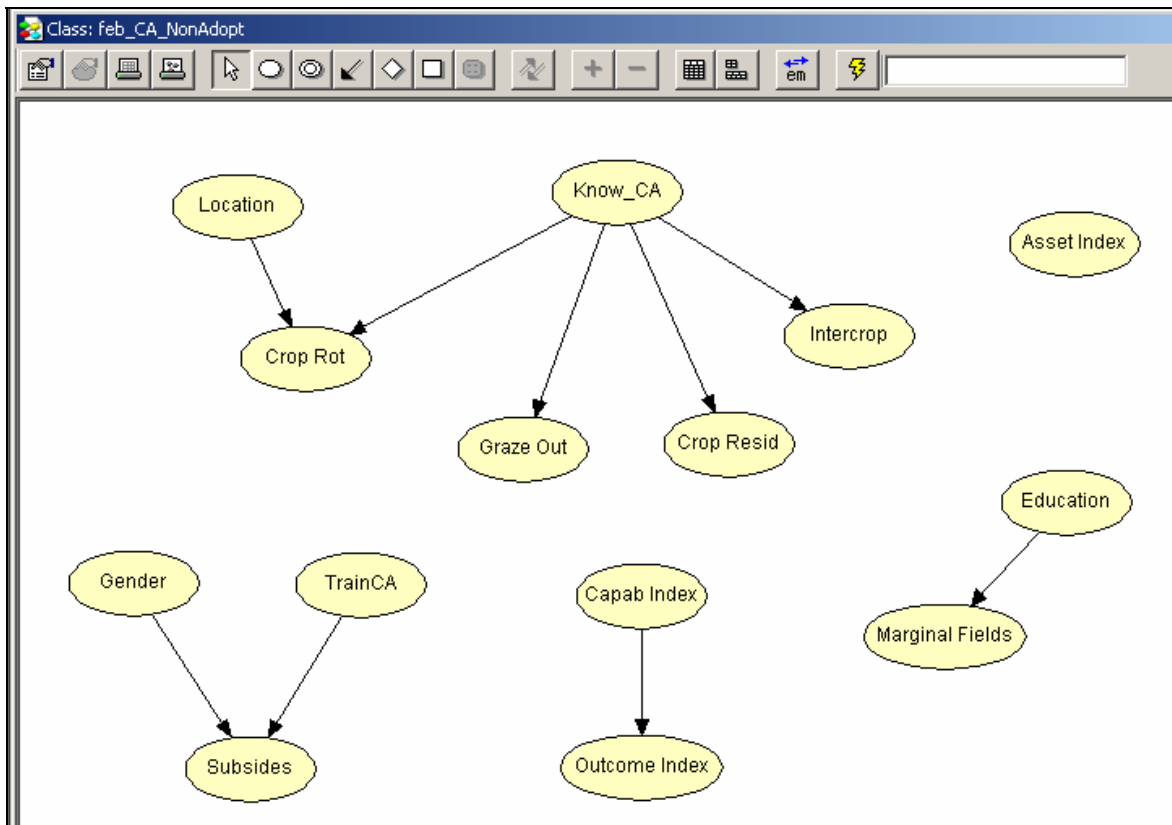 Class: feb_CA_NonAdopt
em
Know_CA
Location
Asset Index
Intercrop
Crop Rot
Crop Resid
Graze Out
Education
Gender
TrainCA
Capab Index
Marginal Fields
Subsides
Outcome Index